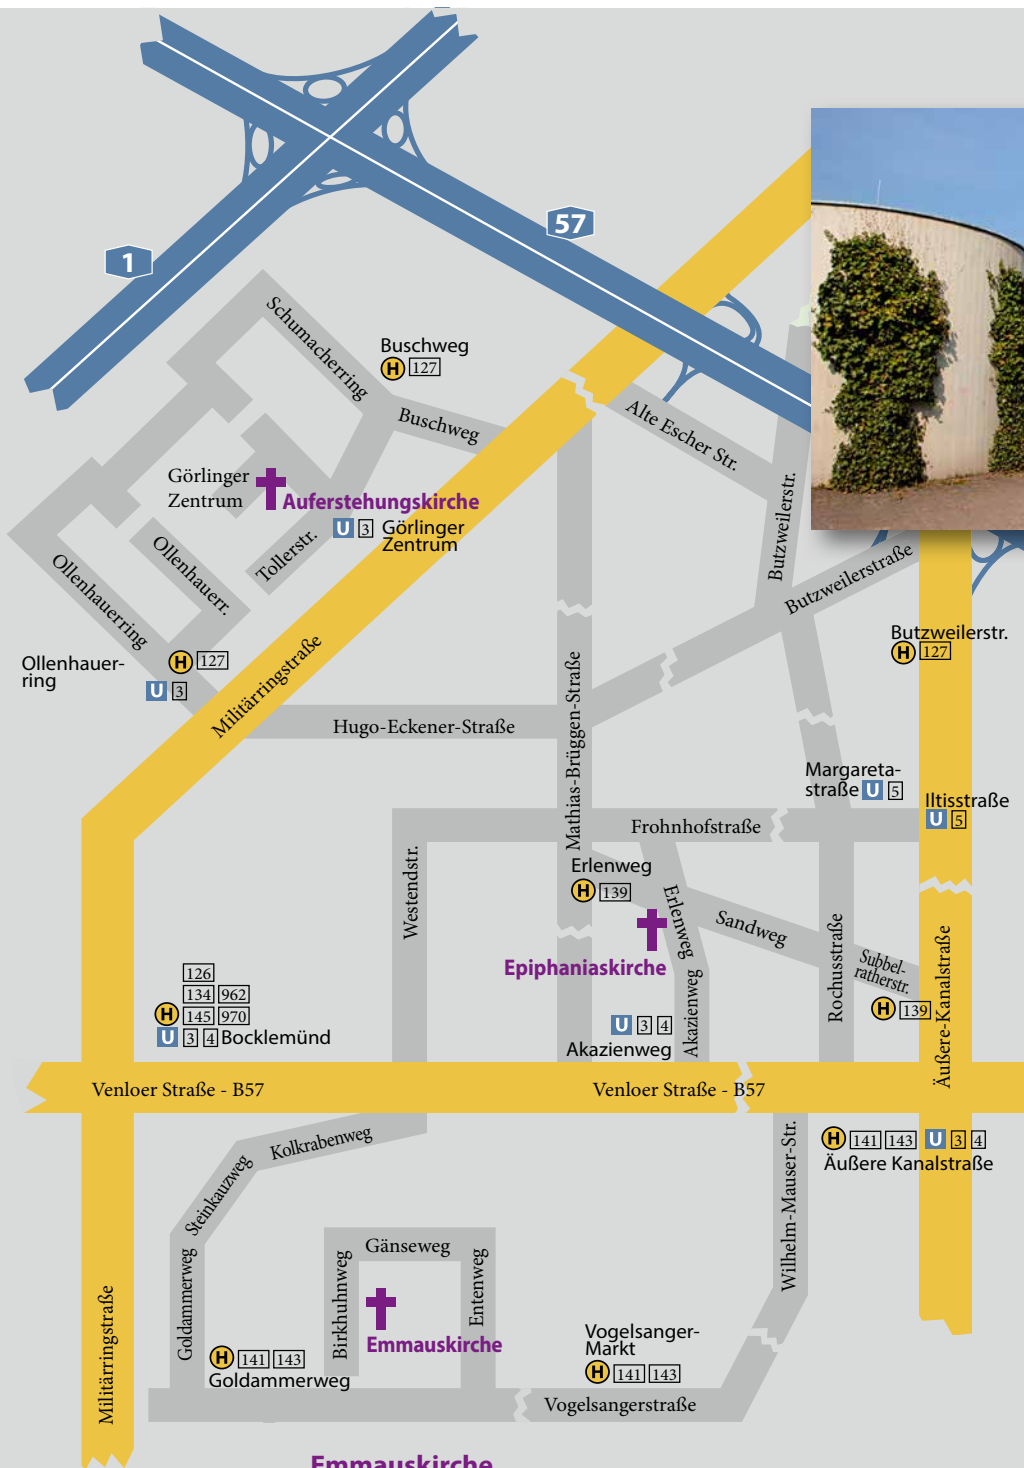 57
1
Schumacherring
Buschweg
H 127
Buschweg
Alte Escher Str.
Görlinger
Zentrum
Auferstehungskirche
U 3 Görlinger
Zentrum
Tollerstr.
Ollenhauerr.
Ollenhauerring
Butzweilerstr.
Butzweilerstraße
Butzweilerstr.
H 127
Ollenhauer-
ring
H 127
U 3
Militärringstraße
Hugo-Eckener-Straße
Mathias-Brüggen-Straße
Margareta-
straße U 5
Iltisstraße
U 5
Frohnhofstraße
Westendstr.
Erlenweg
H 139
Erlenweg
Sandweg
Epiphaniaskirche
Rochusstraße
Subbel-
ratherstr.
H 139
Äußere-Kanalstraße
126
134 962
H 145 970
U 3 4 Bocklemünd
U 3 4
Akazienweg
Akazienweg
Venloer Straße - B57
Venloer Straße - B57
H 141 143 U 3 4
Äußere Kanalstraße
Kolkrabenweg
Steinkauzweg
Goldammerweg
Wilhelm-Mauser-Str.
Gänseweg
Birkhuhnweg
Entenweg
Emmauskirche
Militärringstraße
H 141 143
Goldammerweg
Vogelsanger-
Markt
H 141 143
Vogelsangerstraße
Emmauskirche